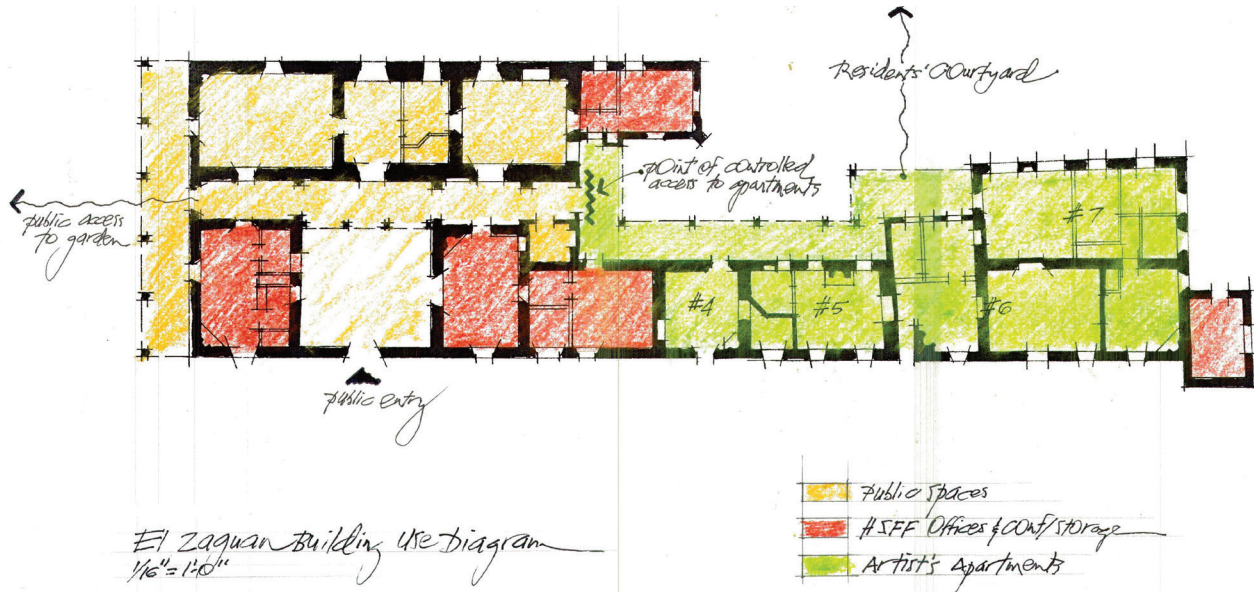 Residents' Courtyard
point of controlled
access to apartments
public access
to garden
#7
#4
#5
#6
public entry
El Zaguan Building Use Diagram
1/16" = 1'-0"
Public Spaces
HSFF Offices & Conf/storage
Artist's Apartments